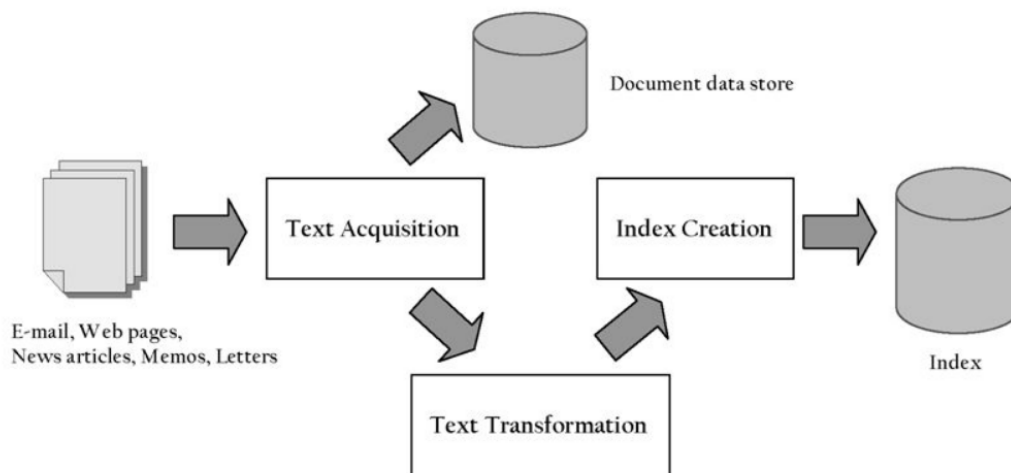 Document data store
Text Acquisition
Index Creation
E-mail, Web pages,
News articles, Memos, Letters
Index
Text Transformation